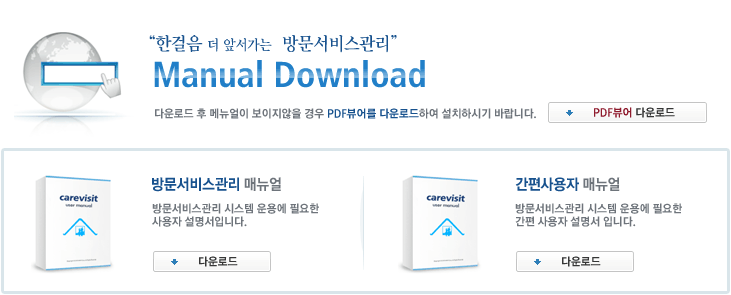 “한걸음 더 앞서가는 방문서비스관리”
Manual Download
다운로드 후 메뉴얼이 보이지않을 경우 PDF뷰어를 다운로드하여 설치하시기 바랍니다.
PDF뷰어 다운로드
carevisit
user manual
방문서비스관리 매뉴얼
방문서비스관리 시스템 운용에 필요한
사용자 설명서입니다.
다운로드
carevisit
user manual
간편사용자 매뉴얼
방문서비스관리 시스템 운용에 필요한
간편 사용자 설명서 입니다.
다운로드